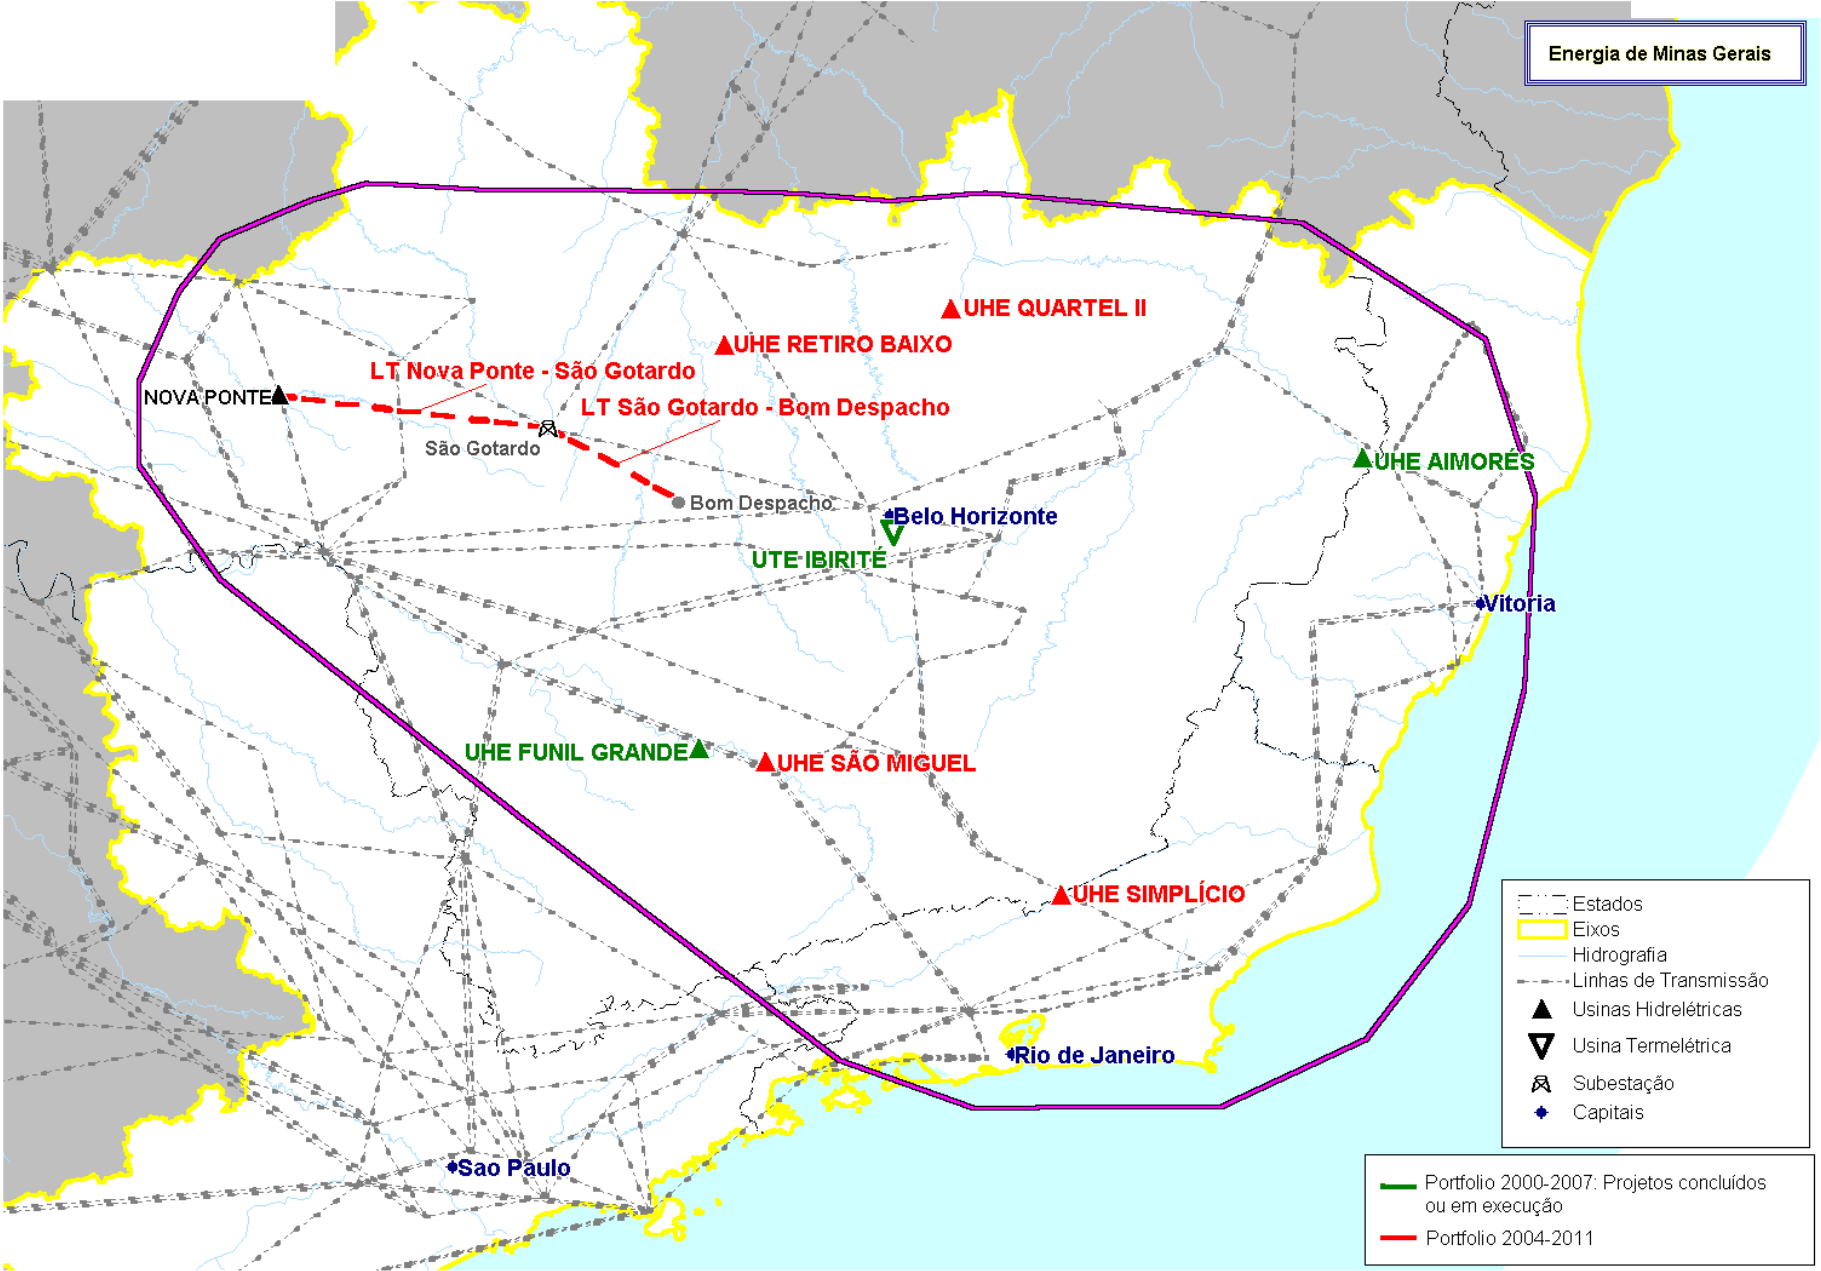 Energia de Minas Gerais
UHE QUARTEL II
UHE RETIRO BAIXO
LT Nova Ponte - São Gotardo
NOVA PONTE
LT São Gotardo - Bom Despacho
São Gotardo
UHE AIMORÉS
Bom Despacho
Belo Horizonte
UTE IBIRITÉ
Vitoria
UHE FUNIL GRANDE
UHE SÃO MIGUEL
UHE SIMPLÍCIO
Rio de Janeiro
Sao Paulo
Estados
Eixos
Hidrografia
Linhas de Transmissão
Usinas Hidrelétricas
Usina Termelétrica
Subestação
Capitais
Portfolio 2000-2007: Projetos concluídos
ou em execução
Portfolio 2004-2011